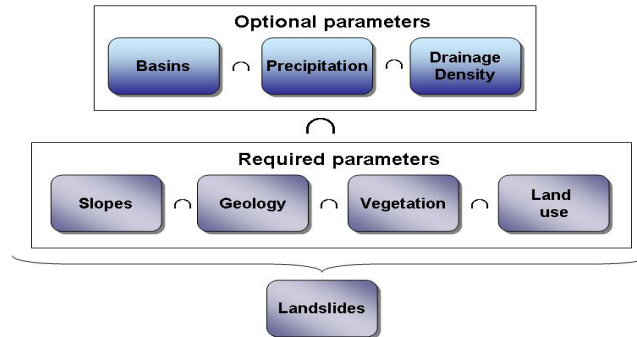 Optional parameters
Basins ∩ Precipitation ∩ Drainage
Density
∩
Required parameters
Slopes ∩ Geology ∩ Vegetation ∩ Land
use
Landslides